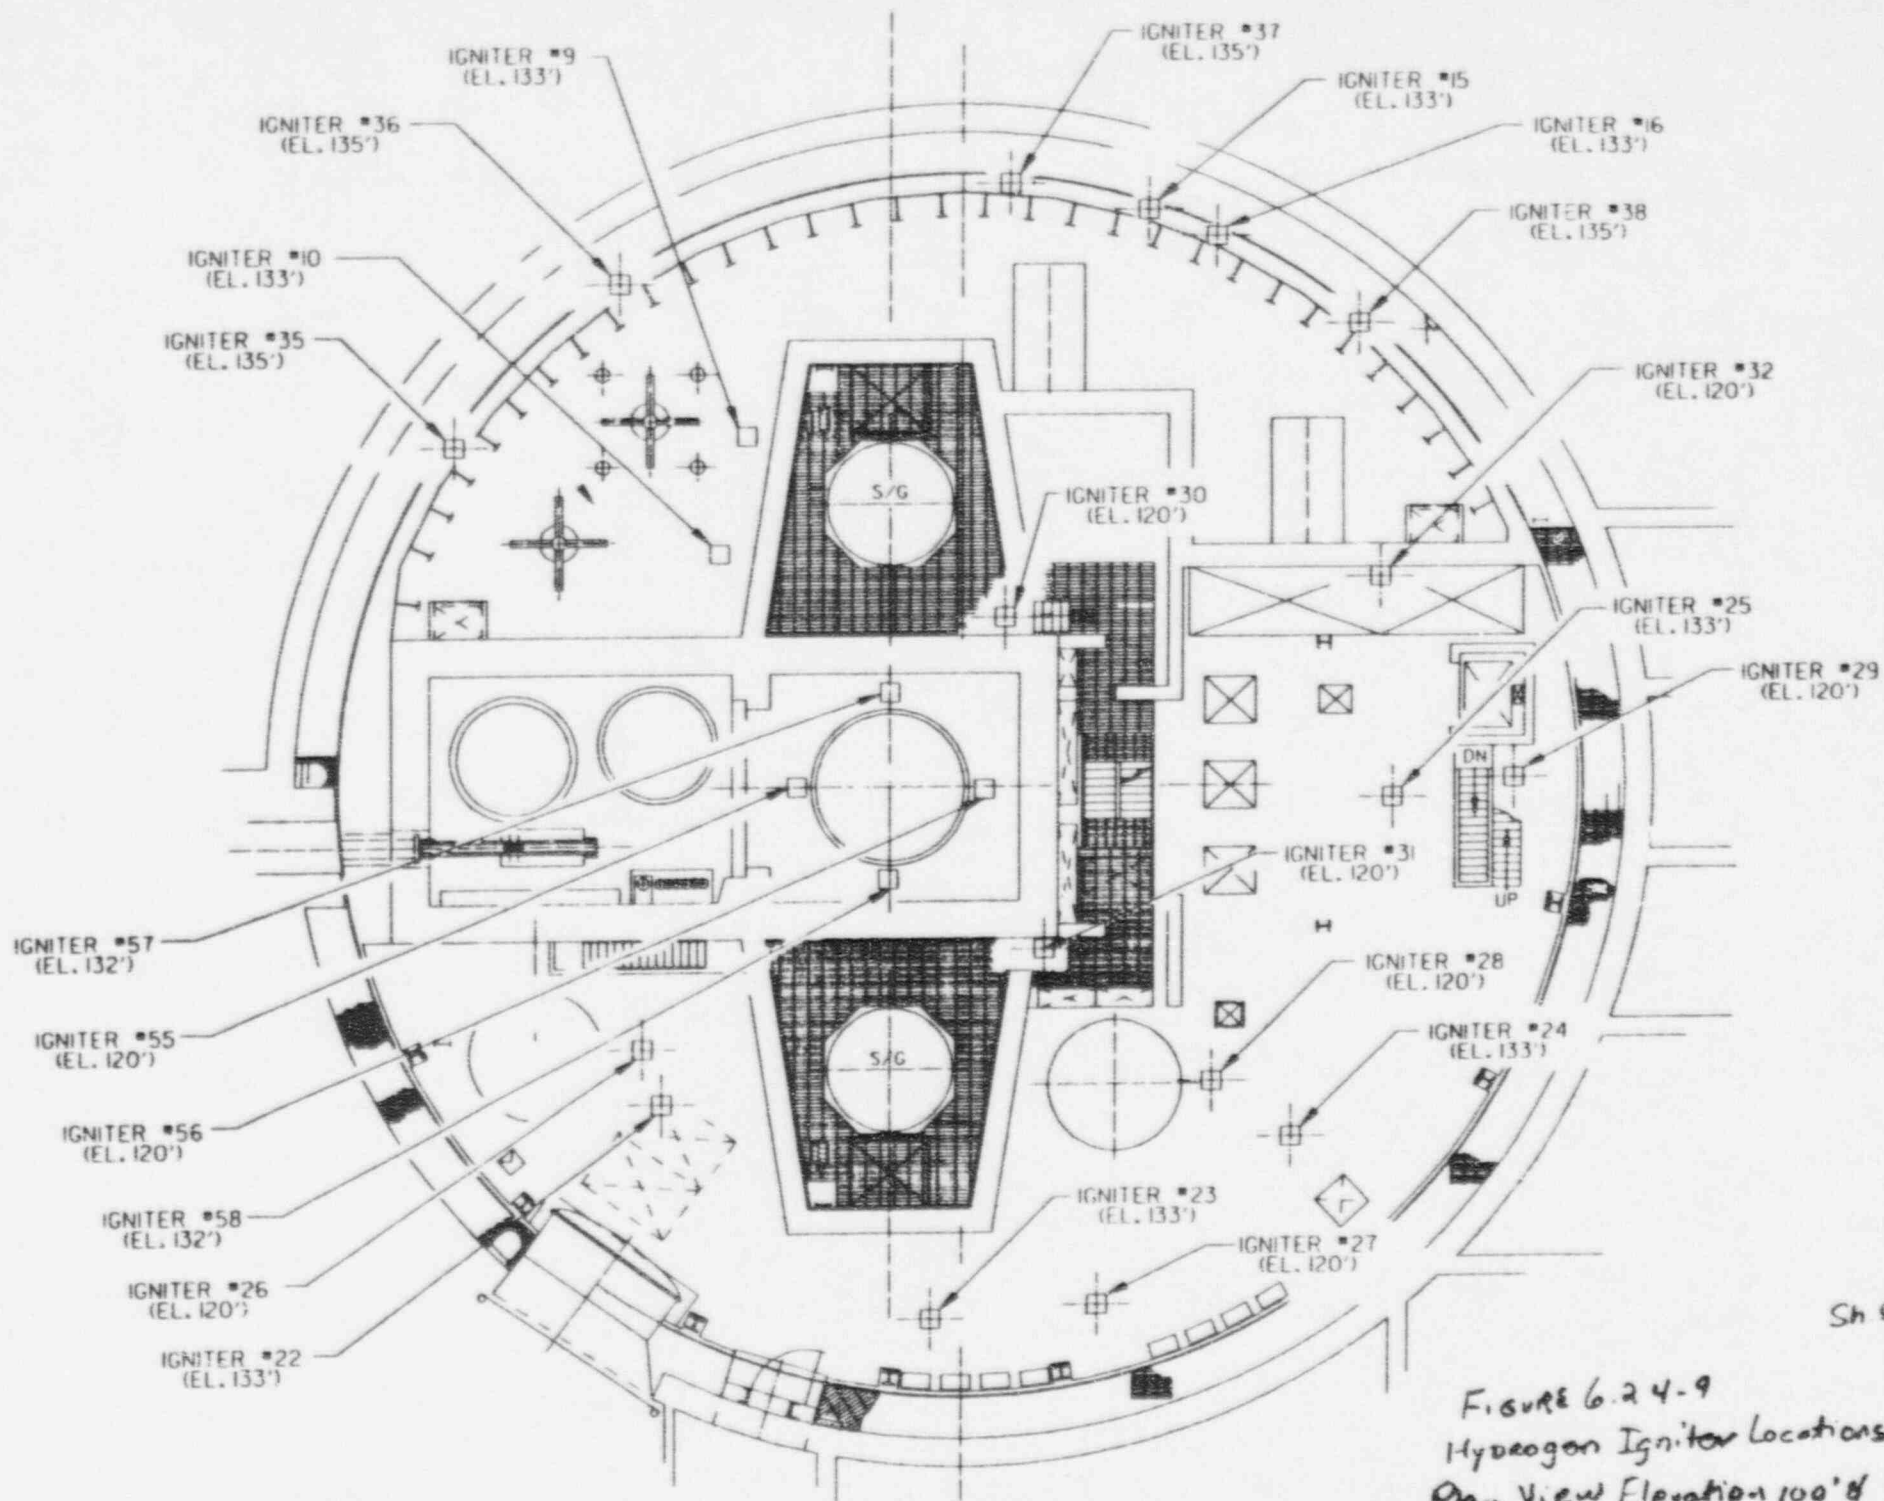 IGNITER #37
(EL. 135')
IGNITER #9
(EL. 133')
IGNITER #15
(EL. 133')
IGNITER #36
(EL. 135')
IGNITER #16
(EL. 133')
IGNITER #38
(EL. 135')
IGNITER #10
(EL. 133')
IGNITER #35
(EL. 135')
IGNITER #32
(EL. 120')
S/G
IGNITER #30
(EL. 120')
IGNITER #25
(EL. 133')
IGNITER #29
(EL. 120')
DN
IGNITER #31
(EL. 120')
UP
IGNITER #57
(EL. 132')
IGNITER #28
(EL. 120')
IGNITER #55
(EL. 120')
IGNITER #24
(EL. 133')
S/G
IGNITER #56
(EL. 120')
IGNITER #23
(EL. 133')
IGNITER #58
(EL. 132')
IGNITER #27
(EL. 120')
IGNITER #26
(EL. 120')
IGNITER #22
(EL. 133')
Sh
FIGURE 6.2.4-9
Hydrogen Igniter Locations
View Elevation 100'